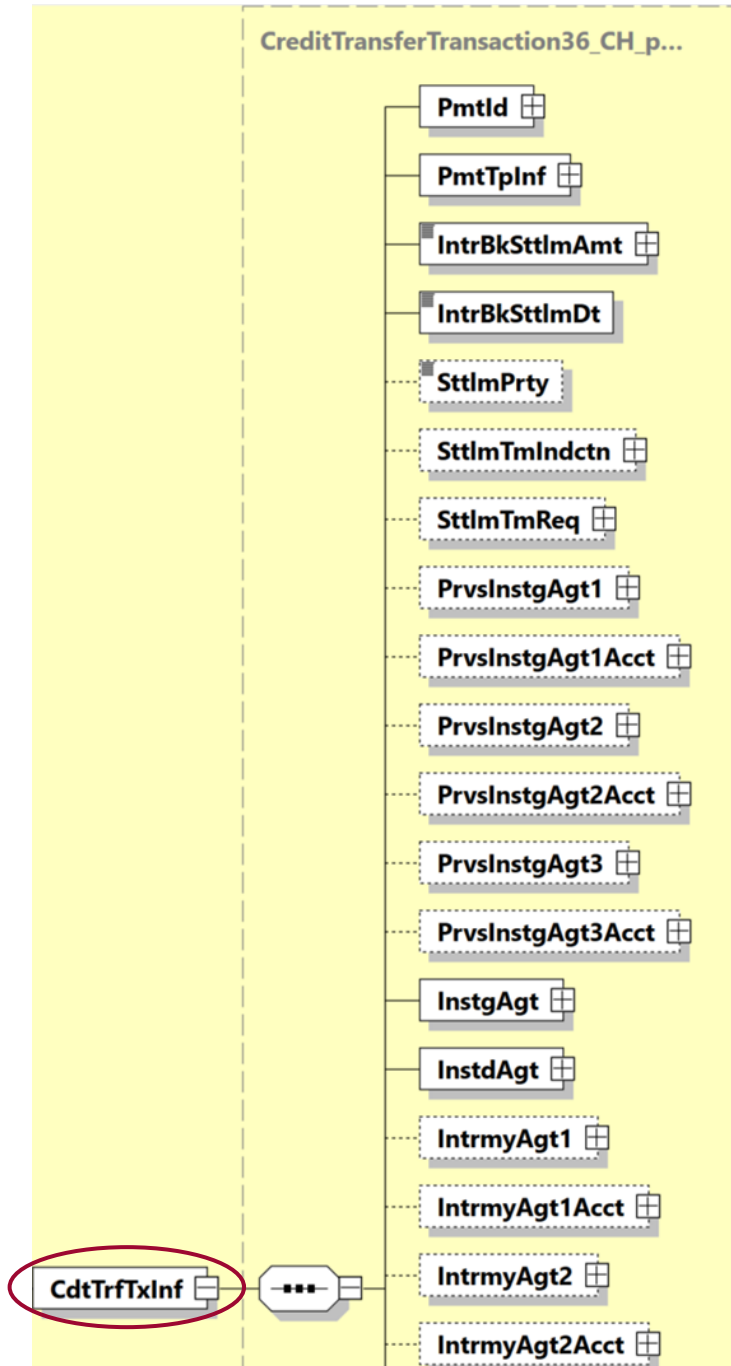 CreditTransferTransaction36_CH_p...
PmtId
PmtTpInf
IntrBkSttlmAmt
IntrBkSttlmDt
SttlmPrty
SttlmTmIndctn
SttlmTmReq
PrvsInstgAgt1
PrvsInstgAgt1Acct
PrvsInstgAgt2
PrvsInstgAgt2Acct
PrvsInstgAgt3
PrvsInstgAgt3Acct
InstgAgt
InstdAgt
IntrmyAgt1
IntrmyAgt1Acct
CdtTrfTxInf
IntrmyAgt2
IntrmyAgt2Acct